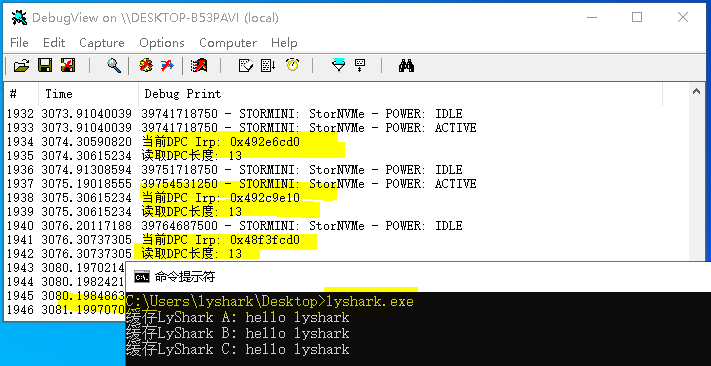 DebugView on \\DESKTOP-B53PAVI (local)
File Edit Capture Options Computer Help
# Time Debug Print
1932 3073.91040039 39741718750 - STORMINI: StorNVMe - POWER: IDLE
1933 3073.91040039 39741718750 - STORMINI: StorNVMe - POWER: ACTIVE
1934 3074.30590820 当前DPC Irp: 0x492e6cd0
1935 3074.30615234 读取DPC长度: 13
1936 3074.91308594 39751718750 - STORMINI: StorNVMe - POWER: IDLE
1937 3075.19018555 39754531250 - STORMINI: StorNVMe - POWER: ACTIVE
1938 3075.30615234 当前DPC Irp: 0x492c9e10
1939 3075.30615234 读取DPC长度: 13
1940 3076.20117188 39764687500 - STORMINI: StorNVMe - POWER: IDLE
1941 3076.30737305 当前DPC Irp: 0x48f3fcd0
1942 3076.30737305 读取DPC长度: 13
1943 3080.1970214
1944 3080.1982421
1945 3080.1984863
1946 3081.1997070
命令提示符
C:\Users\lyshark\Desktop>lyshark.exe
缓存LyShark A: hello lyshark
缓存LyShark B: hello lyshark
缓存LyShark C: hello lyshark